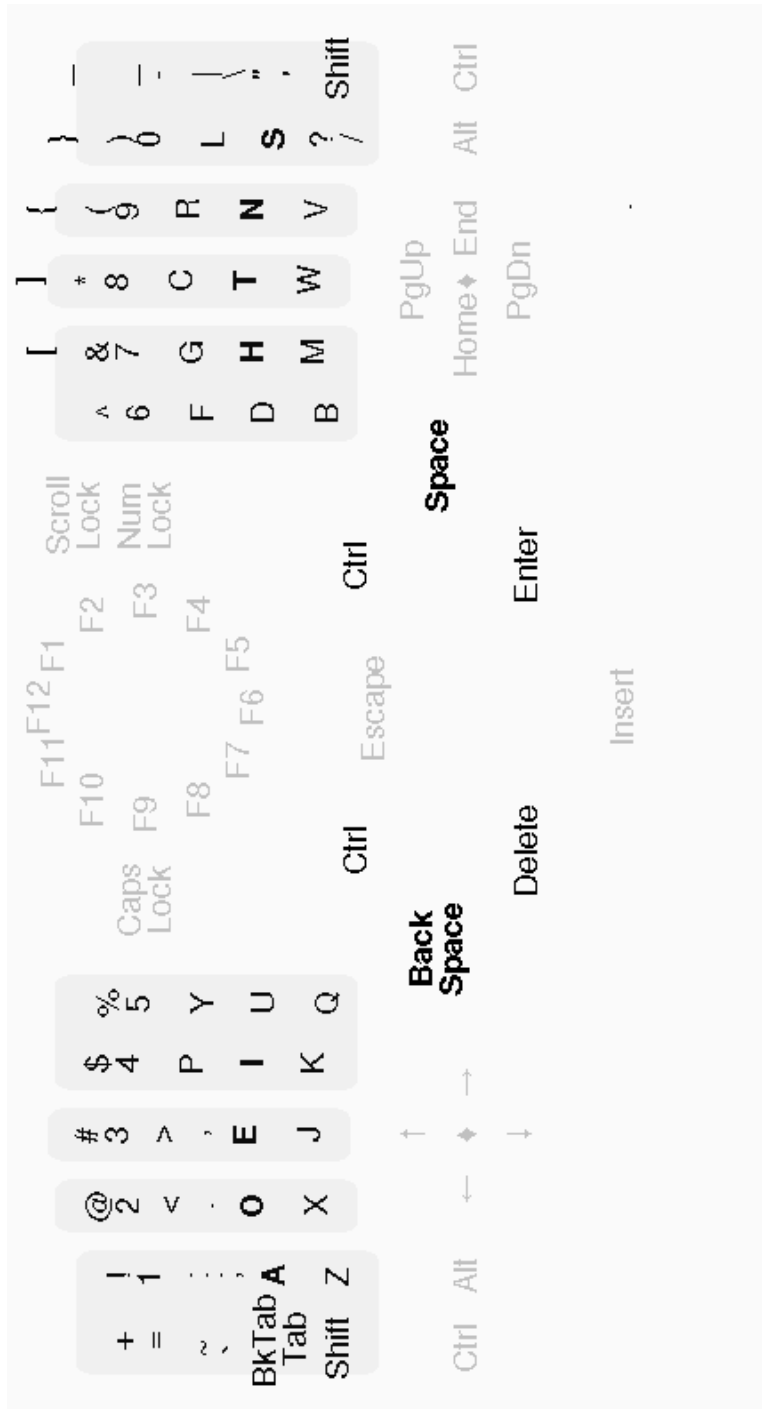 [ ] { } _
F11 F12 F1 Scroll
+ ! @ # $ % F10 F2 Lock ^ & * ( ) _
= 1 2 3 4 5 Caps F9 F3 Num 6 7 8 9 0 -
Lock Lock
~ : < > P Y F8 F4 F G C R L | "
` ; . , \ '
F7 F6 F5
BkTab A O E I U D H T N S
Tab
Shift Z X J K Q Ctrl Escape Ctrl B M W V ? Shift
/
↑ Back Space PgUp
Ctrl Alt ← ♦ → Space Home ♦ End Alt Ctrl
↓ Delete Enter PgDn
Insert